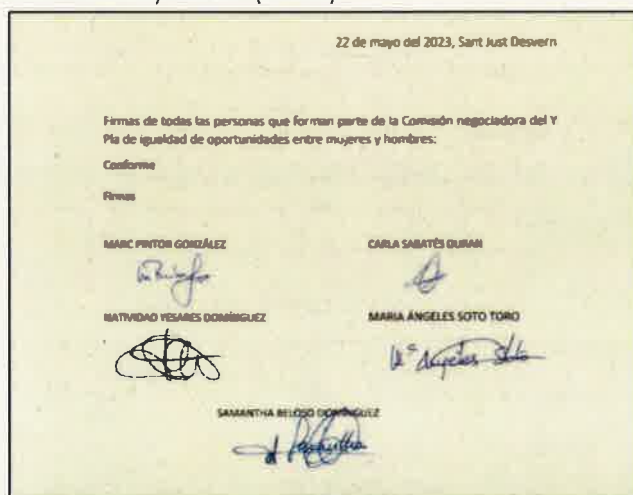 22 de mayo del 2023, Sant Just Desvern
Firmas de todas las personas que forman parte de la Comisión negociadora del Y
Pla de igualdad de oportunidades entre mujeres y hombres:
Conforme
Firmas
MARC PINTOR GONZÁLEZ CARLA SABATÉS DURAN
NATIVIDAD YESARES DOMÍNGUEZ MARIA ÁNGELES SOTO TORO
Mª Angeles Soto
SAMANTHA BELOSO DOMÍNGUEZ